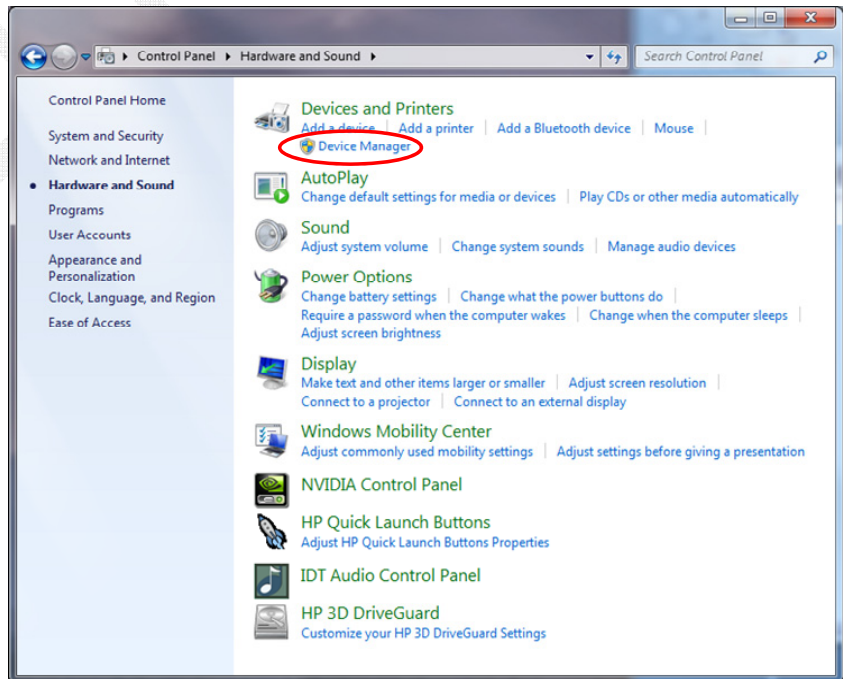 Control Panel Hardware and Sound Search Control Panel
Control Panel Home
System and Security
Network and Internet
Hardware and Sound
Programs
User Accounts
Appearance and
Personalization
Clock, Language, and Region
Ease of Access
Devices and Printers
Add a device Add a printer Add a Bluetooth device Mouse
Device Manager
AutoPlay
Change default settings for media or devices Play CDs or other media automatically
Sound
Adjust system volume Change system sounds Manage audio devices
Power Options
Change battery settings Change what the power buttons do
Require a password when the computer wakes Change when the computer sleeps
Adjust screen brightness
Display
Make text and other items larger or smaller Adjust screen resolution
Connect to a projector Connect to an external display
Windows Mobility Center
Adjust commonly used mobility settings Adjust settings before giving a presentation
NVIDIA Control Panel
HP Quick Launch Buttons
Adjust HP Quick Launch Buttons Properties
IDT Audio Control Panel
HP 3D DriveGuard
Customize your HP 3D DriveGuard Settings